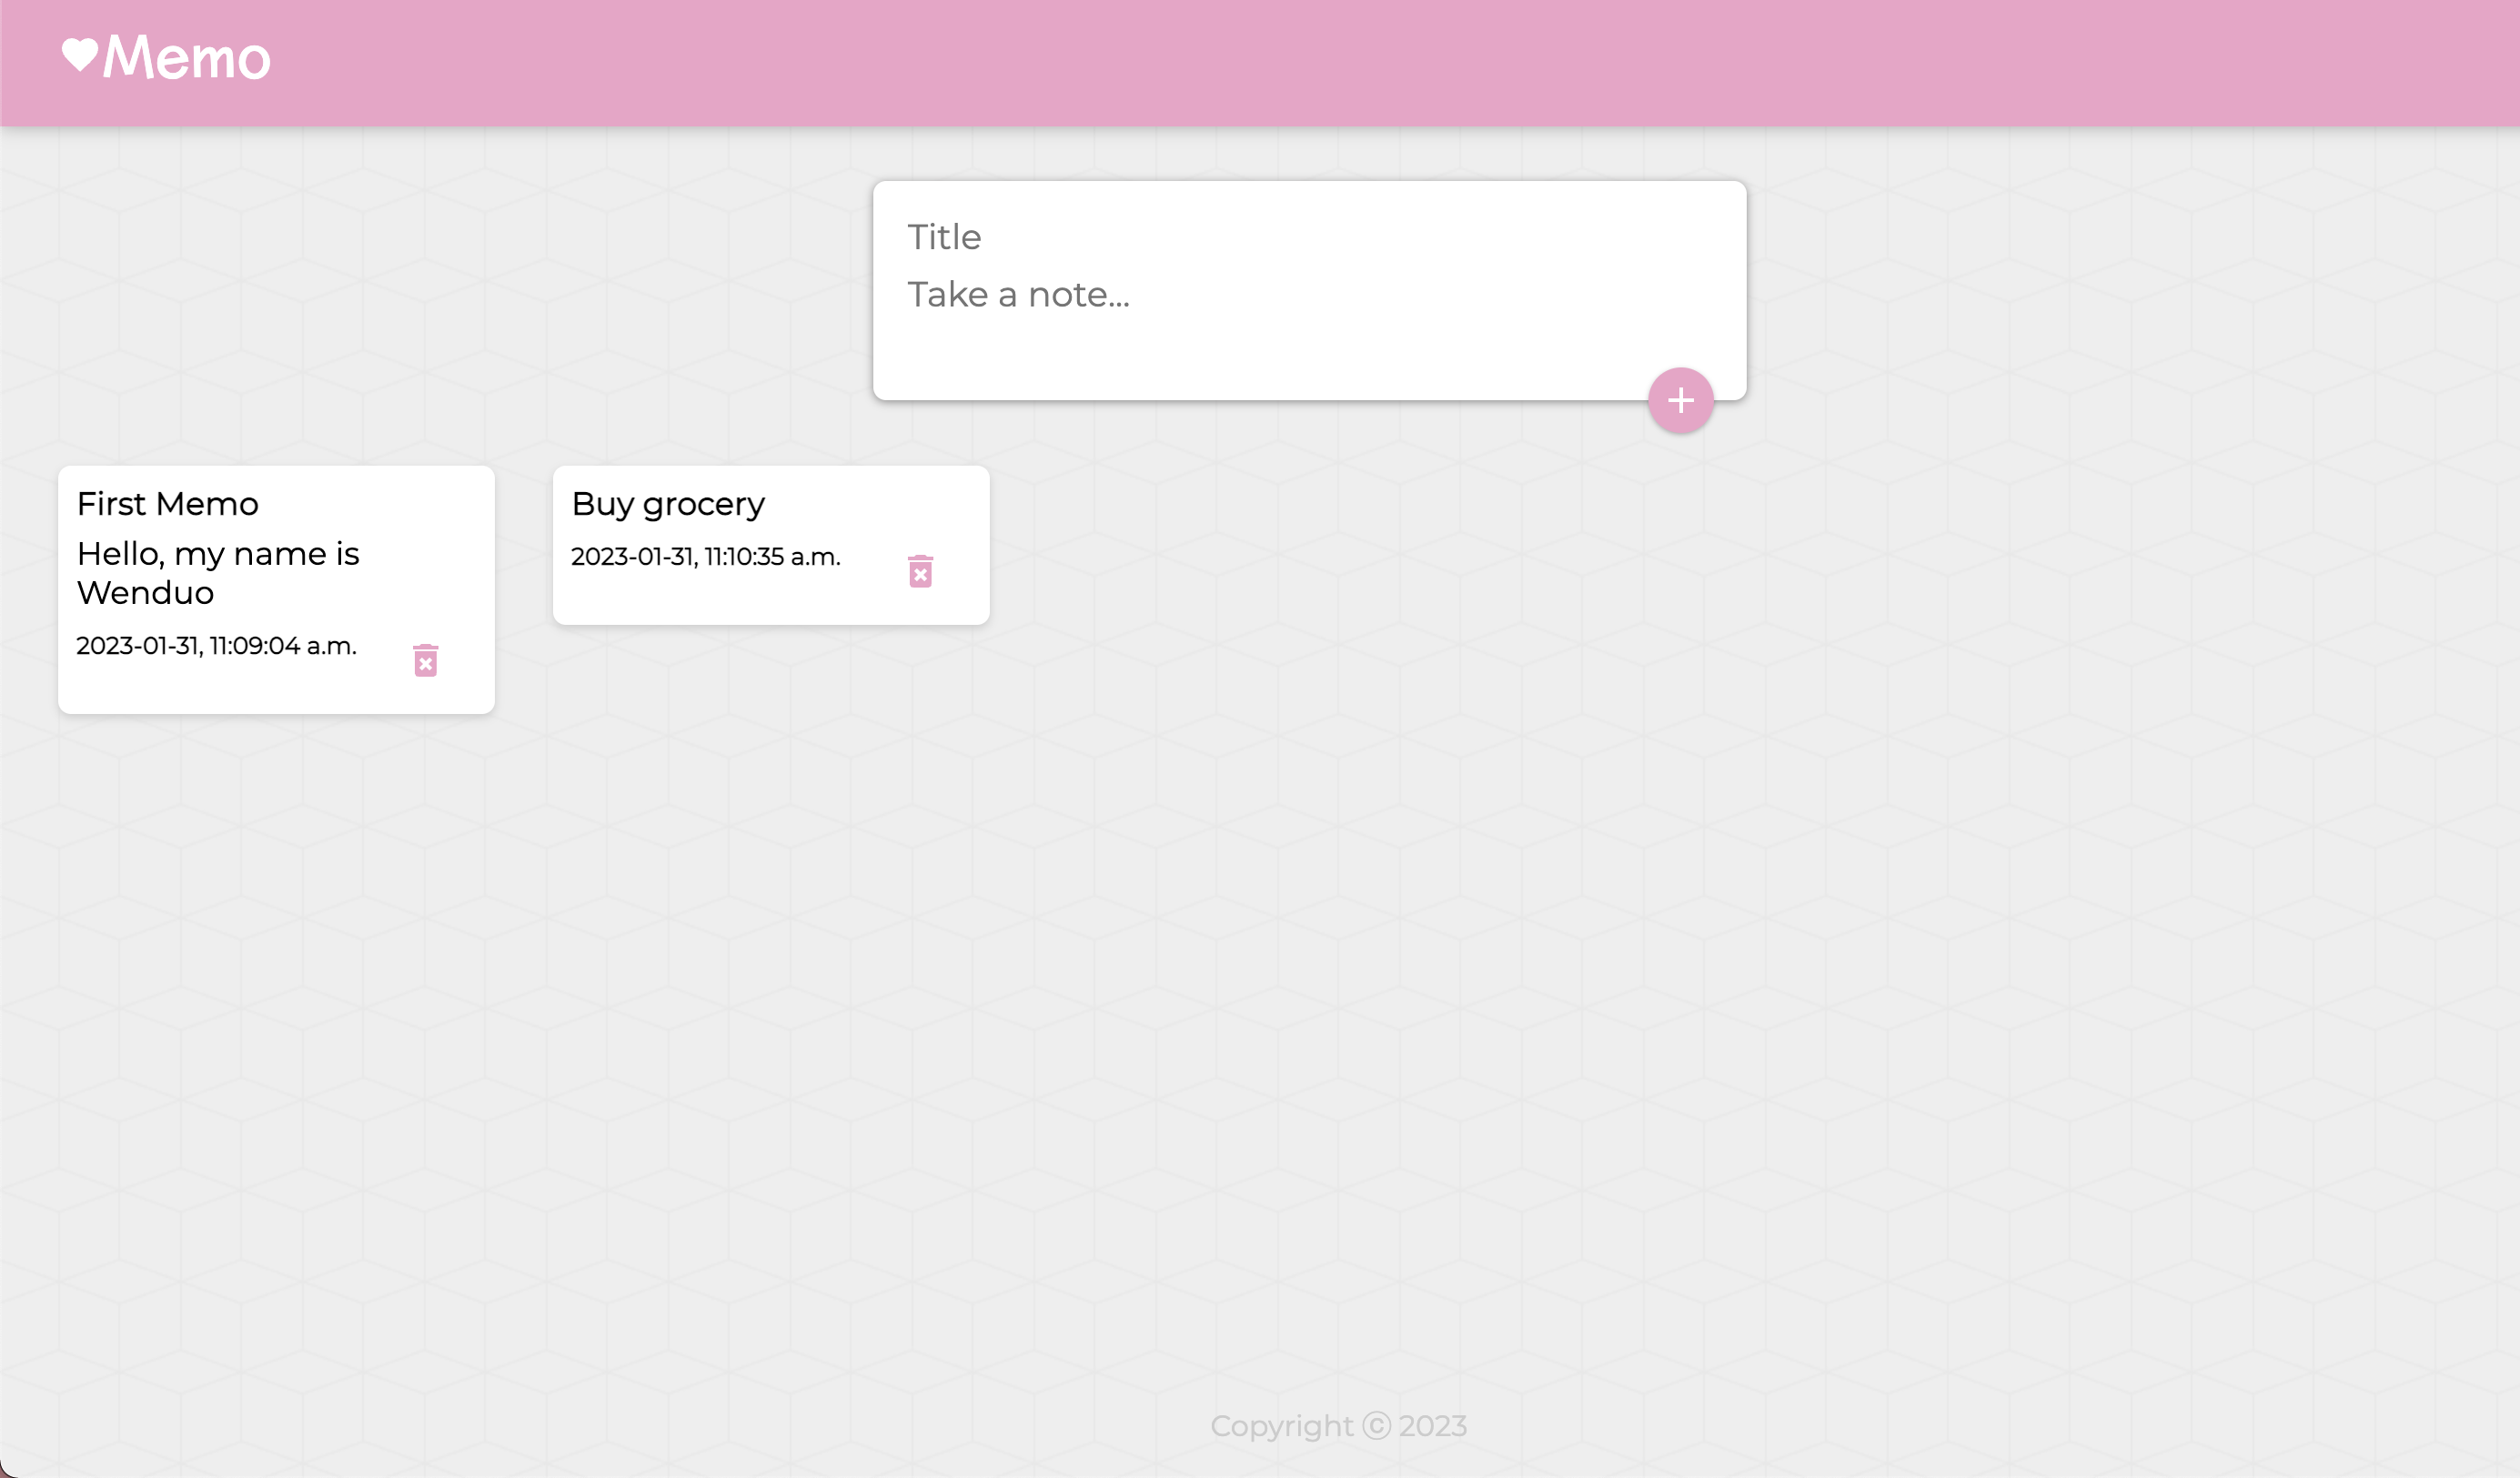 Memo
Title
Take a note...
First Memo
Hello, my name is
Wenduo
2023-01-31, 11:09:04 a.m.
Buy grocery
2023-01-31, 11:10:35 a.m.
Copyright ⓒ 2023